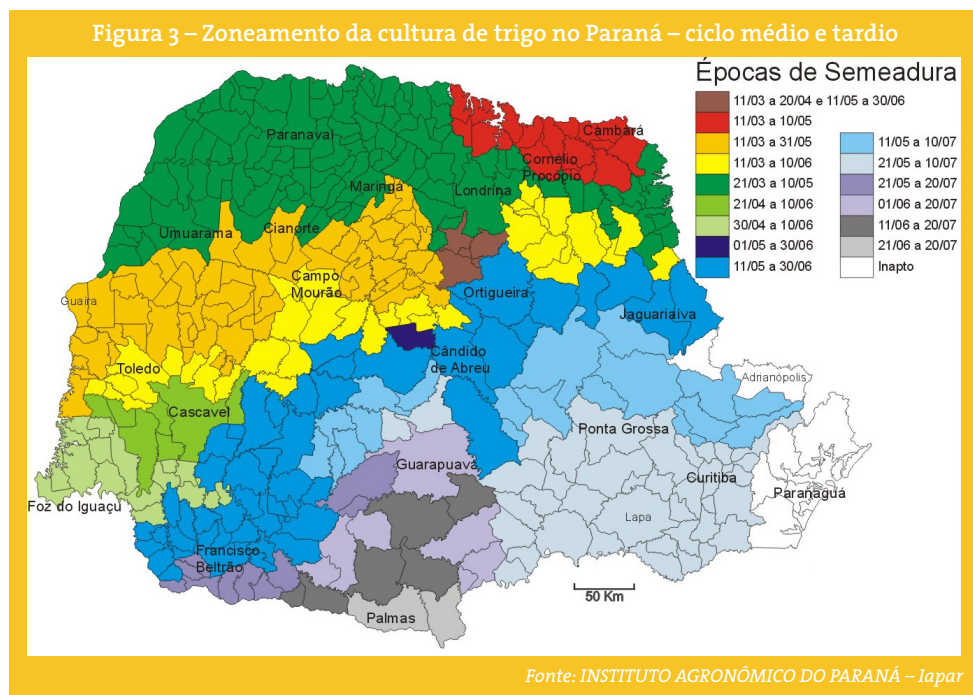 Figura 3 – Zoneamento da cultura de trigo no Paraná – ciclo médio e tardio
Épocas de Semeadura
11/03 a 20/04 e 11/05 a 30/06
11/03 a 10/05
11/03 a 31/05
11/03 a 10/06
21/03 a 10/05
21/04 a 10/06
30/04 a 10/06
01/05 a 30/06
11/05 a 30/06
11/05 a 10/07
21/05 a 10/07
21/05 a 20/07
01/06 a 20/07
11/06 a 20/07
21/06 a 20/07
Inapto
Paranavaí
Cambará
Cornélio
Procópio
Maringá
Londrina
Umuarama
Cianorte
Campo
Mourão
Guaíra
Ortigueira
Jaguariaíva
Cândido
de Abreu
Toledo
Adrianópolis
Cascavel
Ponta Grossa
Guarapuava
Curitiba
Paranaguá
Foz do Iguaçu
Lapa
Francisco
Beltrão
50 Km
Palmas
Fonte: INSTITUTO AGRONÔMICO DO PARANÁ – Iapar